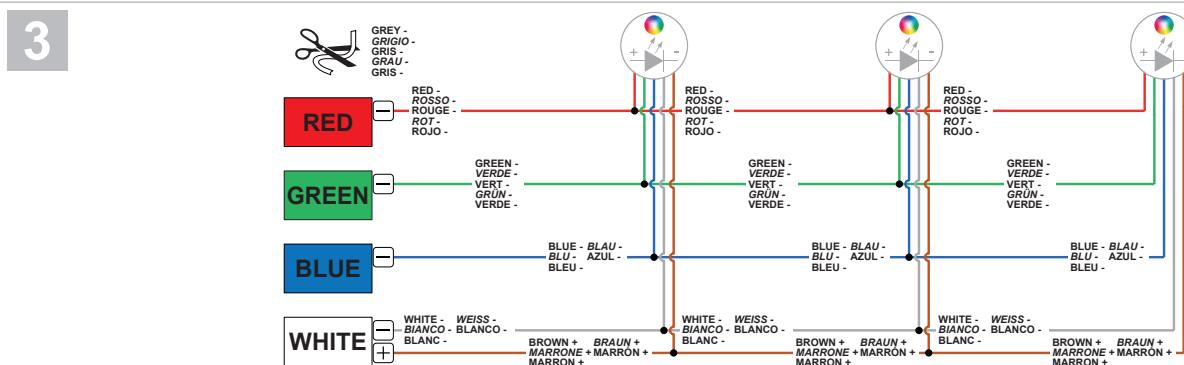 3
GREY -
GRIGIO -
GRIS -
GRAU -
GRIS -
+ -
+ -
+
RED
−
RED -
ROSSO -
ROUGE -
ROT -
ROJO -
RED -
ROSSO -
ROUGE -
ROT -
ROJO -
RED -
ROSSO -
ROUGE -
ROT -
ROJO -
GREEN
−
GREEN -
VERDE -
VERT -
GRÜN -
VERDE -
GREEN -
VERDE -
VERT -
GRÜN -
VERDE -
GREEN -
VERDE -
VERT -
GRÜN -
VERDE -
BLUE
−
BLUE - BLAU -
BLU - AZUL -
BLEU -
BLUE - BLAU -
BLU - AZUL -
BLEU -
BLUE - BLAU -
BLU - AZUL -
BLEU -
WHITE
−
+
WHITE - WEISS -
BIANCO - BLANCO -
BLANC -
WHITE - WEISS -
BIANCO - BLANCO -
BLANC -
WHITE - WEISS -
BIANCO - BLANCO -
BLANC -
BROWN + BRAUN +
MARRONE + MARRÓN +
MARRON +
BROWN + BRAUN +
MARRONE + MARRÓN +
MARRON +
BROWN + BRAUN +
MARRONE + MARRÓN +
MARRON +